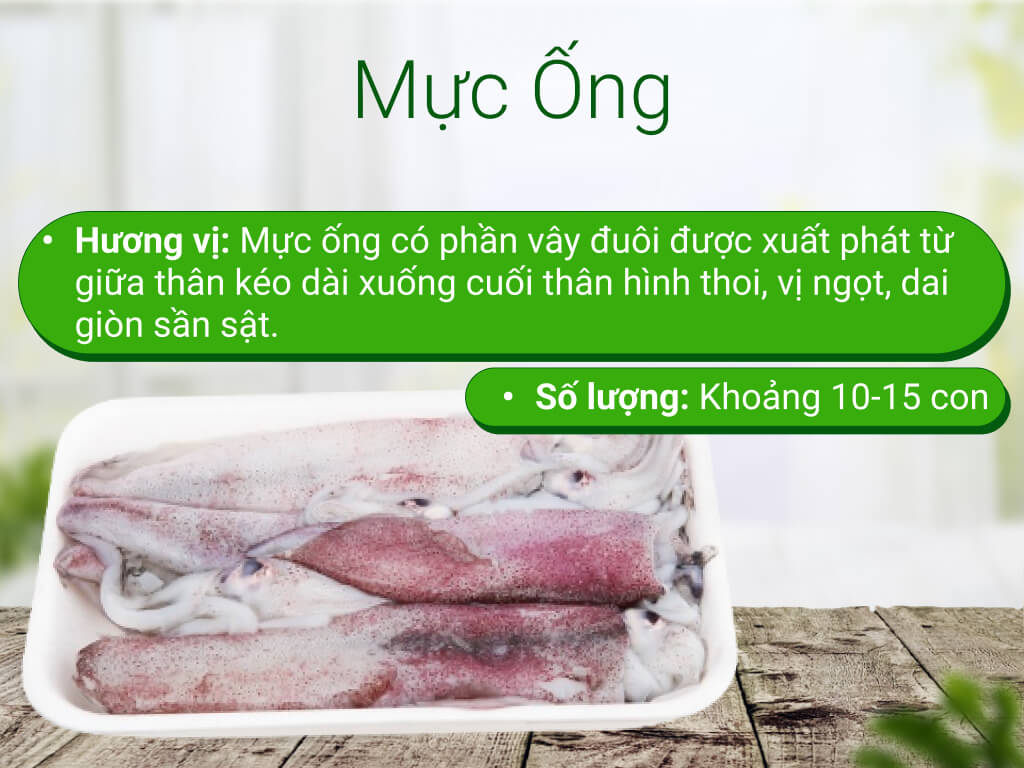 Mực Ống
• Hương vị: Mực ống có phần vây đuôi được xuất phát từ
giữa thân kéo dài xuống cuối thân hình thoi, vị ngọt, dai
giòn sần sật.
• Số lượng: Khoảng 10-15 con